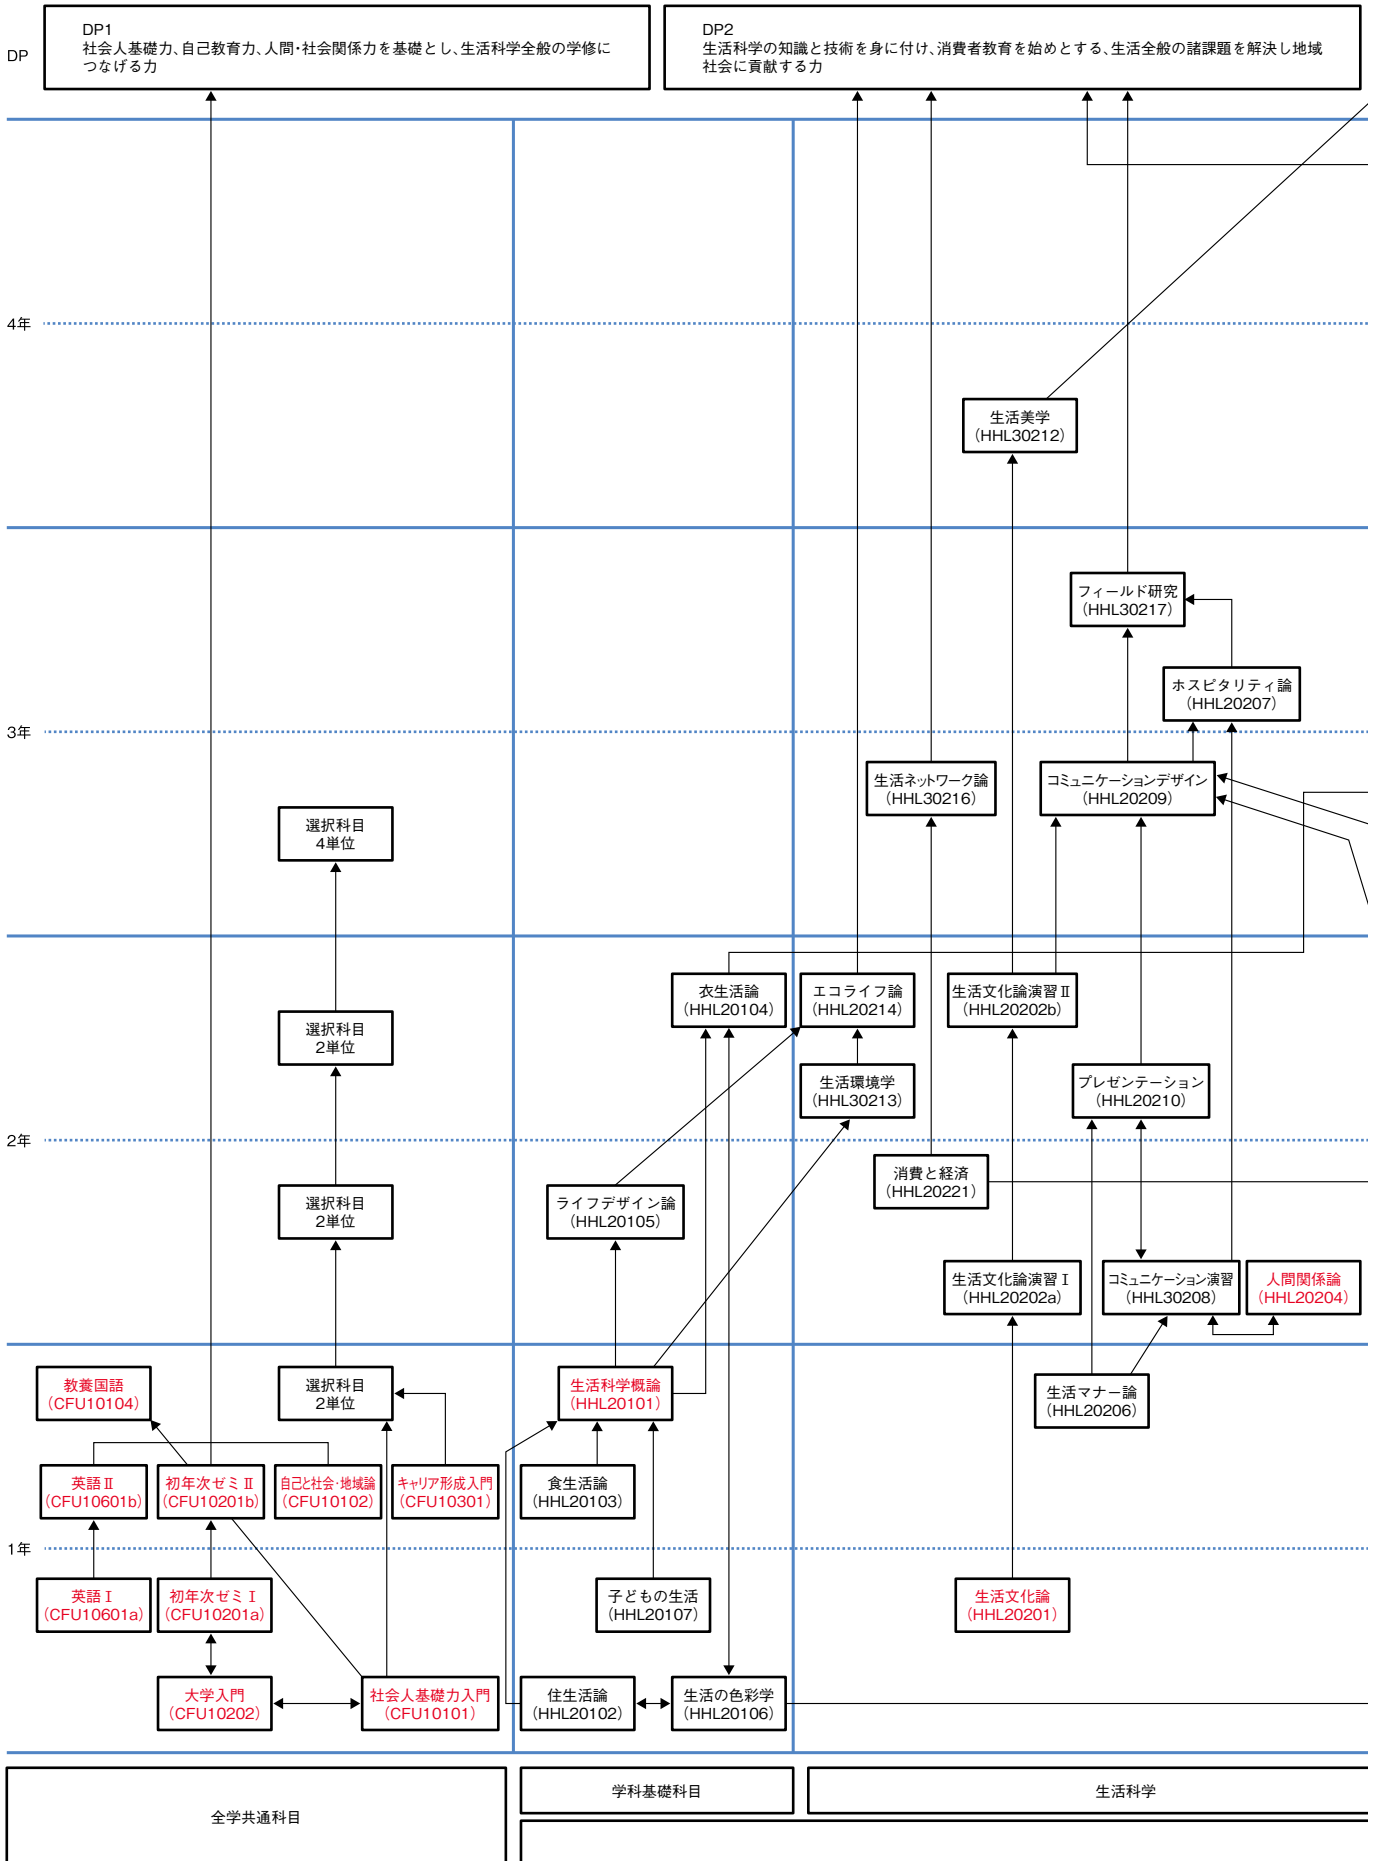 DP
DP1
社会人基礎力、自己教育力、人間・社会関係力を基礎とし、生活科学全般の学修に
つなげる力
DP2
生活科学の知識と技術を身に付け、消費者教育を始めとする、生活全般の諸課題を解決し地域
社会に貢献する力
4年
生活美学
(HHL30212)
フィールド研究
(HHL30217)
ホスピタリティ論
(HHL20207)
3年
生活ネットワーク論
(HHL30216)
コミュニケーションデザイン
(HHL20209)
選択科目
4単位
衣生活論
(HHL20104)
エコライフ論
(HHL20214)
生活文化論演習Ⅱ
(HHL20202b)
選択科目
2単位
生活環境学
(HHL30213)
プレゼンテーション
(HHL20210)
2年
消費と経済
(HHL20221)
選択科目
2単位
ライフデザイン論
(HHL20105)
生活文化論演習Ⅰ
(HHL20202a)
コミュニケーション演習
(HHL30208)
人間関係論
(HHL20204)
教養国語
(CFU10104)
選択科目
2単位
生活科学概論
(HHL20101)
生活マナー論
(HHL20206)
英語Ⅱ
(CFU10601b)
初年次ゼミⅡ
(CFU10201b)
自己と社会・地域論
(CFU10102)
キャリア形成入門
(CFU10301)
食生活論
(HHL20103)
1年
英語Ⅰ
(CFU10601a)
初年次ゼミⅠ
(CFU10201a)
子どもの生活
(HHL20107)
生活文化論
(HHL20201)
大学入門
(CFU10202)
社会人基礎力入門
(CFU10101)
住生活論
(HHL20102)
生活の色彩学
(HHL20106)
全学共通科目
学科基礎科目
生活科学